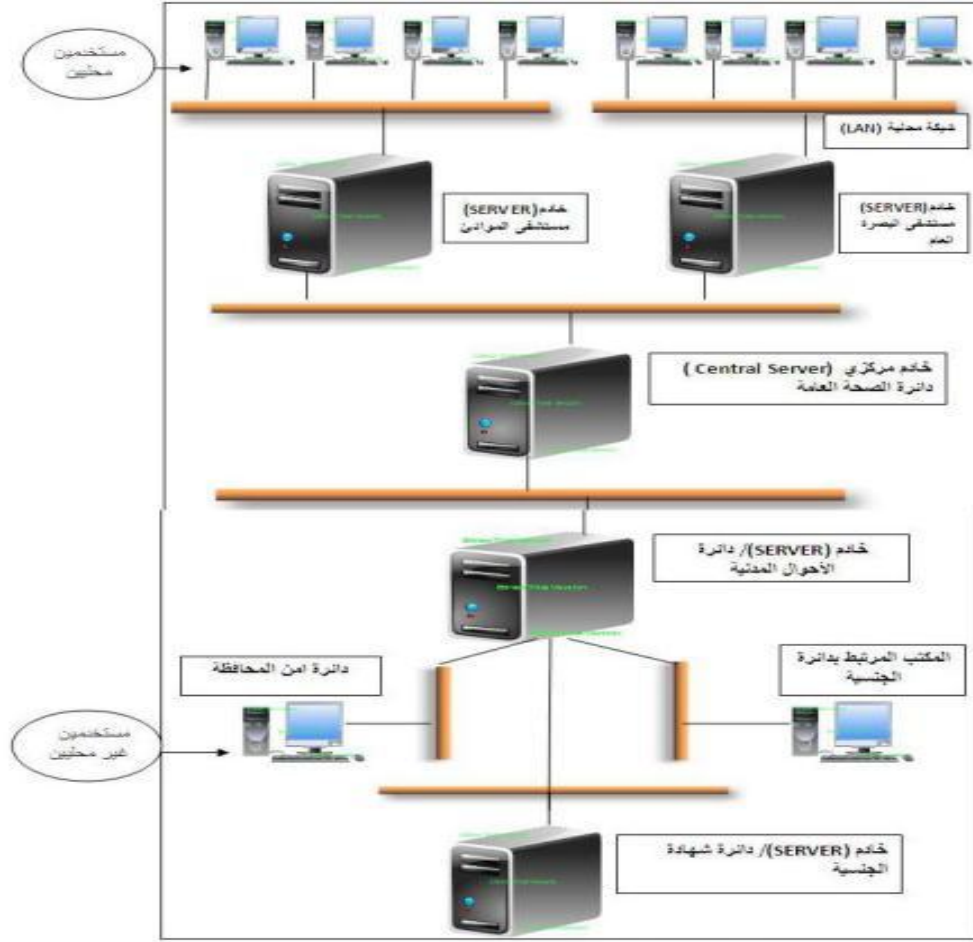 مستخدمين
محليين
شبكة محلية (LAN)
خادم(SERVER)
مستشفى الموانئ
خادم(SERVER)
مستشفى البصرة
العام
خادم مركزي (Central Server )
دائرة الصحة العامة
خادم (SERVER)/ دائرة
الأحوال المدنية
دائرة امن المحافظة
المكتب المرتبط بدائرة
الجنسية
مستخدمين
غير محليين
خادم (SERVER)/ دائرة شهادة
الجنسية